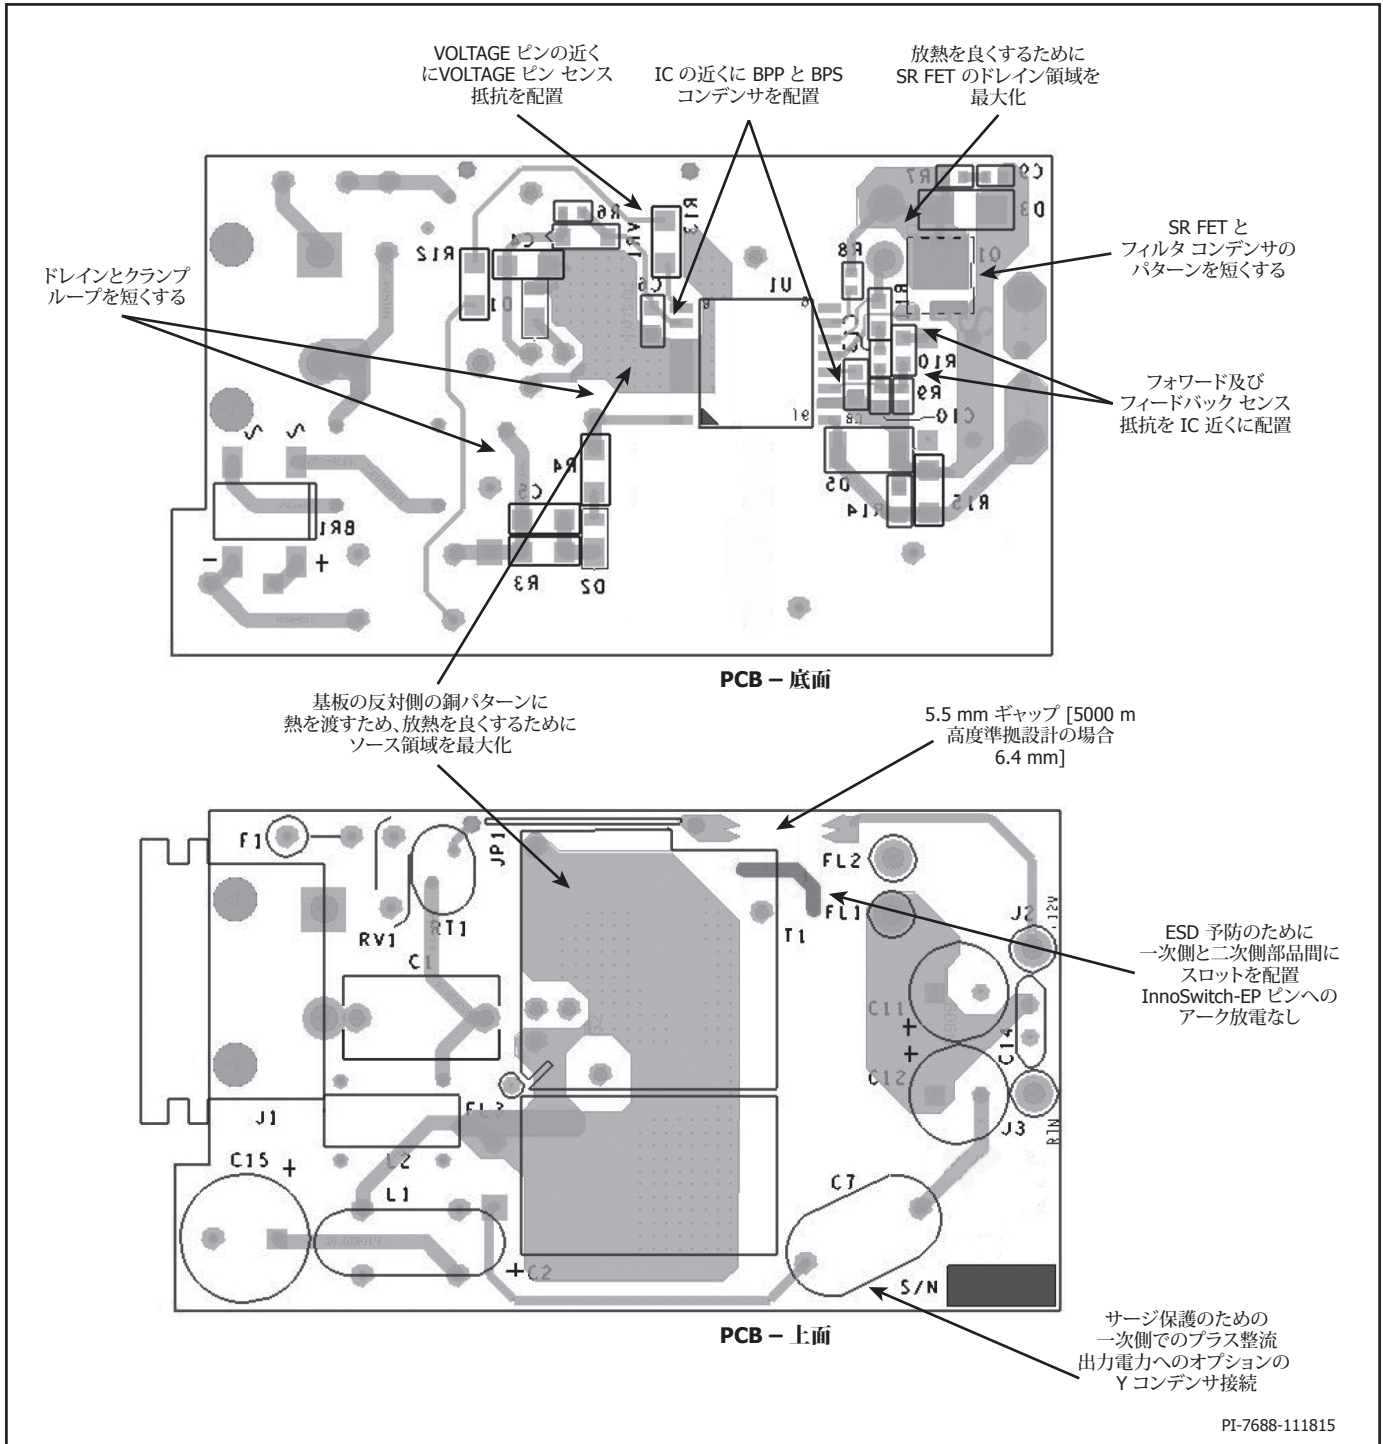 VOLTAGE ピンの近く
にVOLTAGE ピン センス
抵抗を配置
IC の近くに BPP と BPS
コンデンサを配置
放熱を良くするために
SR FET のドレイン領域を
最大化
SR FET と
フィルタ コンデンサの
パターンを短くする
ドレインとクランプ
ループを短くする
フォワード及び
フィードバック センス
抵抗を IC 近くに配置
R12
R6
VR1
R13
C6
U1
R8
R7
C9
D3
Q1
R10
R9
C10
D5
R14
R15
R4
C5
R3
D2
D1
BR1
-
+
PCB – 底面
基板の反対側の銅パターンに
熱を渡すため、放熱を良くするために
ソース領域を最大化
5.5 mm ギャップ [5000 m
高度準拠設計の場合
6.4 mm]
F1
RV1
RT1
JP1
C1
T1
FL2
FL1
J2
C11
+
+
C12
C14
J3
RTN
FL3
J1
C15
+
L2
L1
+C2
C7
S/N
ESD 予防のために
一次側と二次側部品間に
スロットを配置
InnoSwitch-EP ピンへの
アーク放電なし
PCB – 上面
サージ保護のための
一次側でのプラス整流
出力電力へのオプションの
Y コンデンサ接続
PI-7688-111815